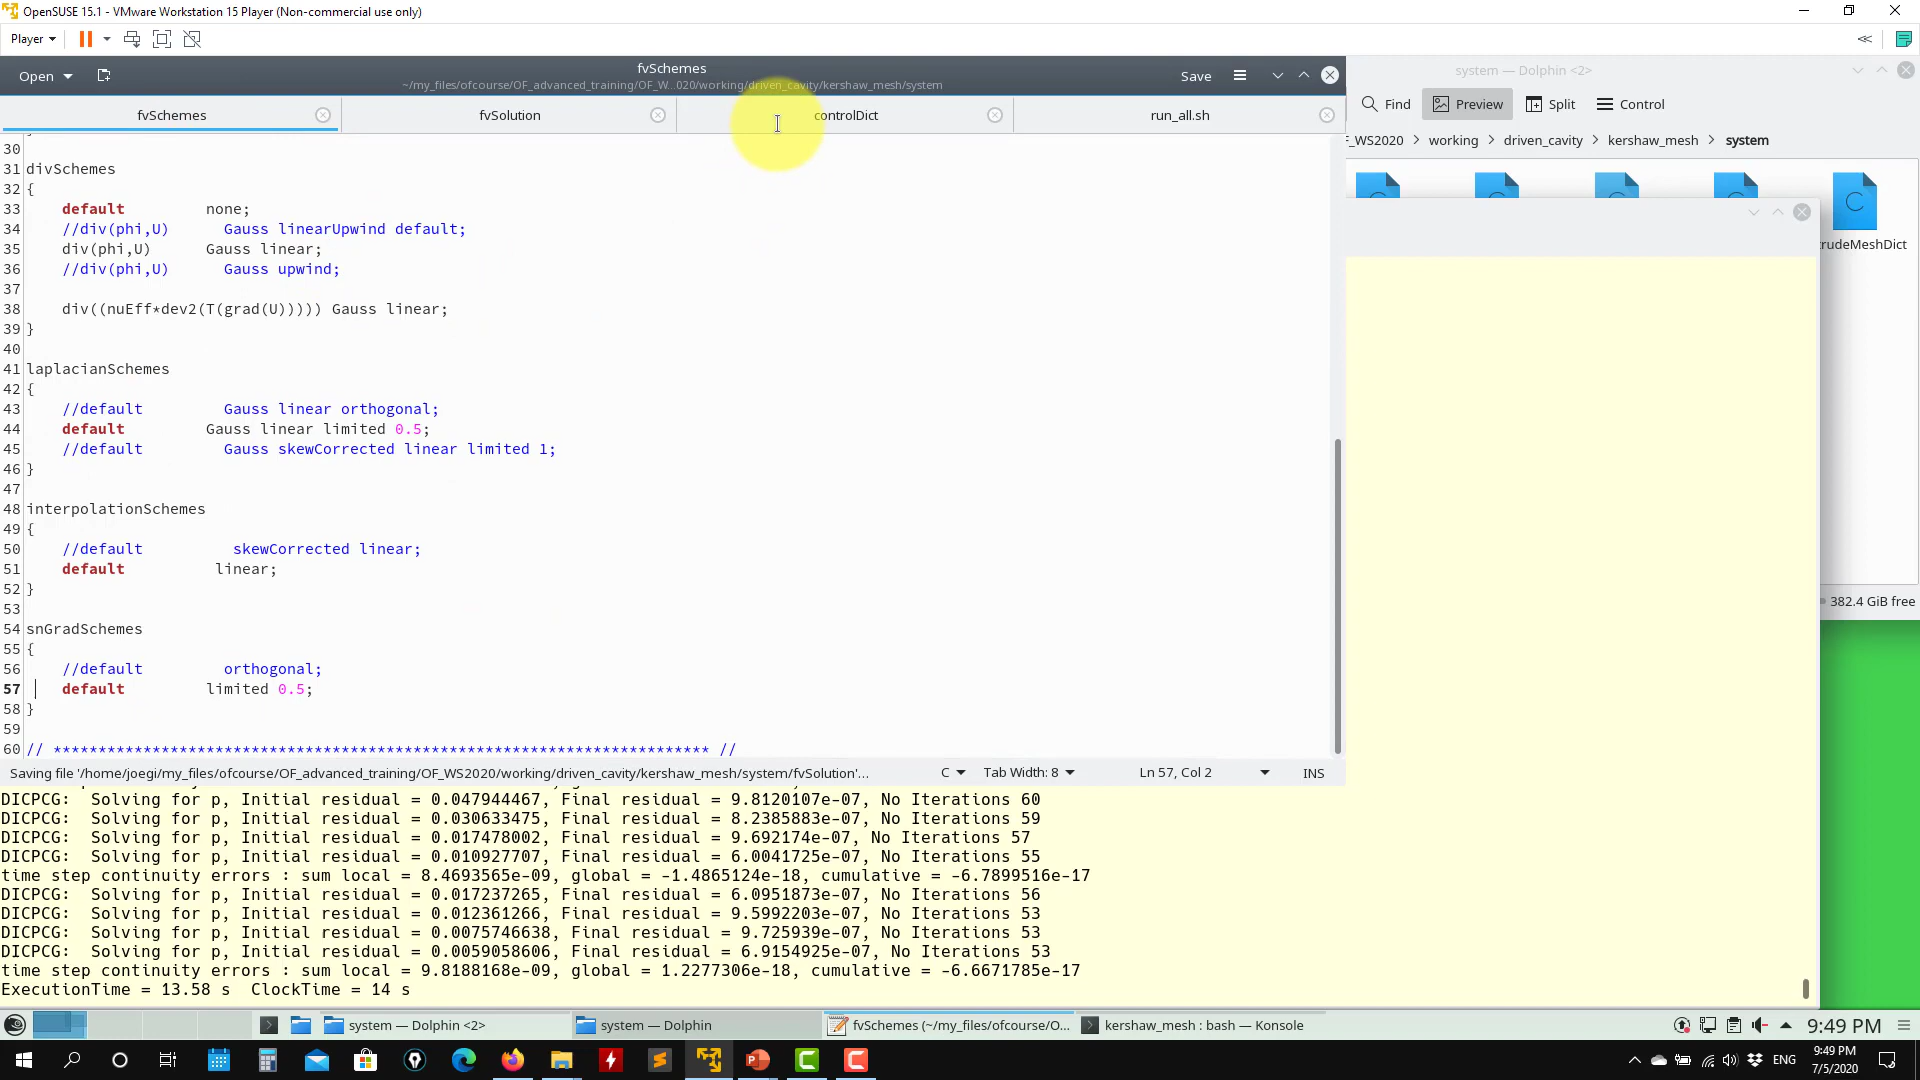 OpenSUSE 15.1 - VMware Workstation 15 Player (Non-commercial use only)
Player
Open
fvSchemes
~/my_files/ofcourse/OF_advanced_training/OF_W...020/working/driven_cavity/kershaw_mesh/system
Save
system — Dolphin <2>
fvSchemes
fvSolution
controlDict
run_all.sh
Find
Preview
Split
Control
F_WS2020 > working > driven_cavity > kershaw_mesh > system
30
31 divSchemes
32 {
33 default none;
34 //div(phi,U) Gauss linearUpwind default;
35 div(phi,U) Gauss linear;
36 //div(phi,U) Gauss upwind;
37
38 div((nuEff*dev2(T(grad(U))))) Gauss linear;
39 }
40
41 laplacianSchemes
42 {
43 //default Gauss linear orthogonal;
44 default Gauss linear limited 0.5;
45 //default Gauss skewCorrected linear limited 1;
46 }
47
48 interpolationSchemes
49 {
50 //default skewCorrected linear;
51 default linear;
52 }
53
54 snGradSchemes
55 {
56 //default orthogonal;
57 default limited 0.5;
58 }
59
60 // ************************************************************************* //
rudeMeshDict
382.4 GiB free
Saving file '/home/joegi/my_files/ofcourse/OF_advanced_training/OF_WS2020/working/driven_cavity/kershaw_mesh/system/fvSolution'...
C
Tab Width: 8
Ln 57, Col 2
INS
DICPCG: Solving for p, Initial residual = 0.047944467, Final residual = 9.8120107e-07, No Iterations 60
DICPCG: Solving for p, Initial residual = 0.030633475, Final residual = 8.2385883e-07, No Iterations 59
DICPCG: Solving for p, Initial residual = 0.017478002, Final residual = 9.692174e-07, No Iterations 57
DICPCG: Solving for p, Initial residual = 0.010927707, Final residual = 6.0041725e-07, No Iterations 55
time step continuity errors : sum local = 8.4693565e-09, global = -1.4865124e-18, cumulative = -6.7899516e-17
DICPCG: Solving for p, Initial residual = 0.017237265, Final residual = 6.0951873e-07, No Iterations 56
DICPCG: Solving for p, Initial residual = 0.012361266, Final residual = 9.5992203e-07, No Iterations 53
DICPCG: Solving for p, Initial residual = 0.0075746638, Final residual = 9.725939e-07, No Iterations 53
DICPCG: Solving for p, Initial residual = 0.0059058606, Final residual = 6.9154925e-07, No Iterations 53
time step continuity errors : sum local = 9.8188168e-09, global = 1.2277306e-18, cumulative = -6.6671785e-17
ExecutionTime = 13.58 s ClockTime = 14 s
system — Dolphin <2>
system — Dolphin
fvSchemes (~/my_files/ofcourse/O...
kershaw_mesh : bash — Konsole
9:49 PM
ENG
9:49 PM
7/5/2020